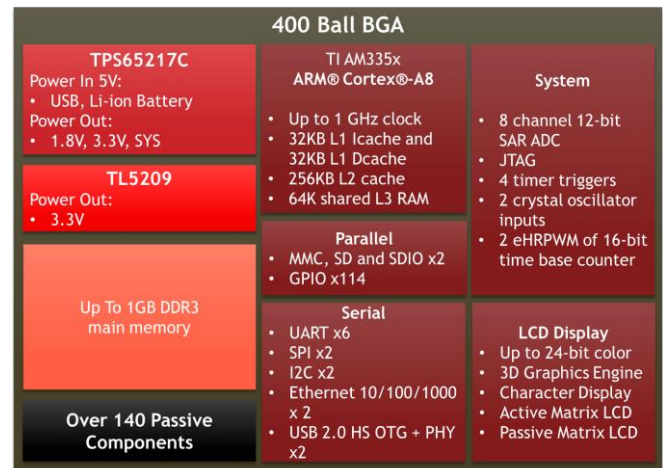 400 Ball BGA
TPS65217C
Power In 5V:
• USB, Li-ion Battery
Power Out:
• 1.8V, 3.3V, SYS
TL5209
Power Out:
• 3.3V
Up To 1GB DDR3
main memory
Over 140 Passive
Components
TI AM335x
ARM® Cortex®-A8
• Up to 1 GHz clock
• 32KB L1 Icache and
32KB L1 Dcache
• 256KB L2 cache
• 64K shared L3 RAM
Parallel
• MMC, SD and SDIO x2
• GPIO x114
Serial
• UART x6
• SPI x2
• I2C x2
• Ethernet 10/100/1000
x 2
• USB 2.0 HS OTG + PHY
x2
System
• 8 channel 12-bit
SAR ADC
• JTAG
• 4 timer triggers
• 2 crystal oscillator
inputs
• 2 eHRPWM of 16-bit
time base counter
LCD Display
• Up to 24-bit color
• 3D Graphics Engine
• Character Display
• Active Matrix LCD
• Passive Matrix LCD